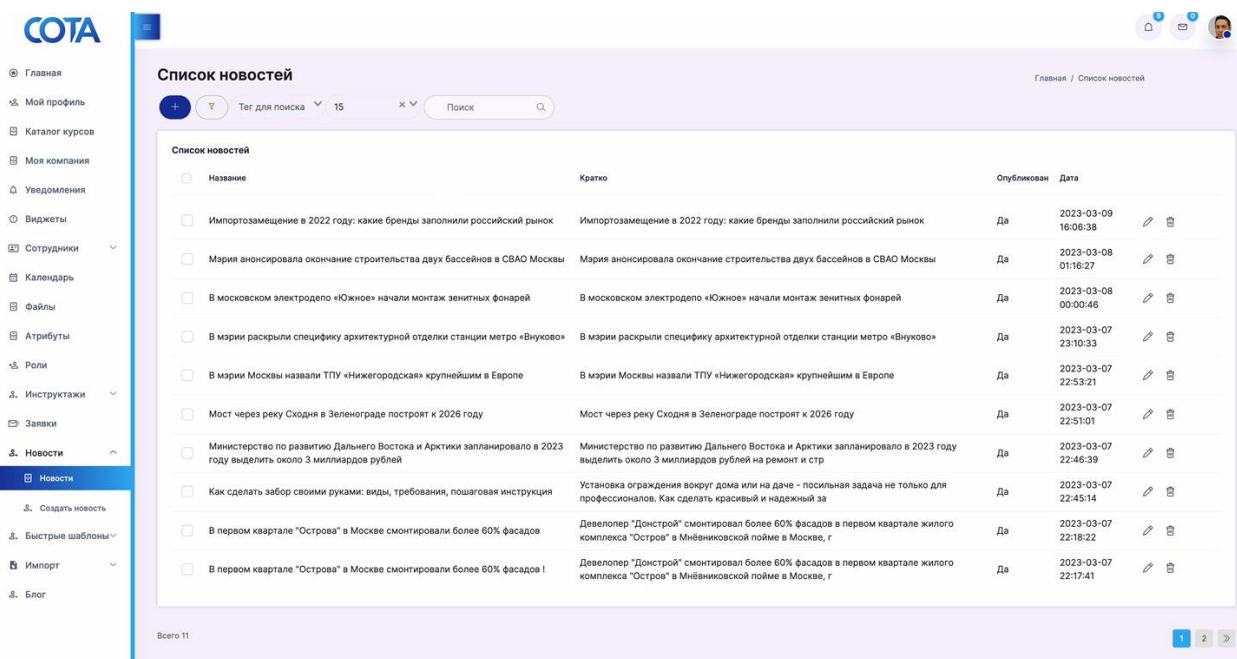 COTA
9
0
Главная
Мой профиль
Каталог курсов
Моя компания
Уведомления
Виджеты
Сотрудники
Календарь
Файлы
Атрибуты
Роли
Инструктажи
Заявки
Новости
Новости
Создать новость
Быстрые шаблоны
Импорт
Блог
Список новостей
Главная / Список новостей
+
Тег для поиска
15
Поиск
Список новостей
Название Кратко Опубликован Дата
Импортозамещение в 2022 году: какие бренды заполнили российский рынок Импортозамещение в 2022 году: какие бренды заполнили российский рынок Да 2023-03-09
16:06:38
Мэрия анонсировала окончание строительства двух бассейнов в СВАО Москвы Мэрия анонсировала окончание строительства двух бассейнов в СВАО Москвы Да 2023-03-08
01:16:27
В московском электродепо «Южное» начали монтаж зенитных фонарей В московском электродепо «Южное» начали монтаж зенитных фонарей Да 2023-03-08
00:00:46
В мэрии раскрыли специфику архитектурной отделки станции метро «Внуково» В мэрии раскрыли специфику архитектурной отделки станции метро «Внуково» Да 2023-03-07
23:10:33
В мэрии Москвы назвали ТПУ «Нижегородская» крупнейшим в Европе В мэрии Москвы назвали ТПУ «Нижегородская» крупнейшим в Европе Да 2023-03-07
22:53:21
Мост через реку Сходня в Зеленограде построят к 2026 году Мост через реку Сходня в Зеленограде построят к 2026 году Да 2023-03-07
22:51:01
Министерство по развитию Дальнего Востока и Арктики запланировало в 2023 Министерство по развитию Дальнего Востока и Арктики запланировало в 2023 году Да 2023-03-07
году выделить около 3 миллиардов рублей выделить около 3 миллиардов рублей на ремонт и стр 22:46:39
Как сделать забор своими руками: виды, требования, пошаговая инструкция Установка ограждения вокруг дома или на даче - посильная задача не только для Да 2023-03-07
профессионалов. Как сделать красивый и надежный за 22:45:14
В первом квартале "Острова" в Москве смонтировали более 60% фасадов Девелопер "Донстрой" смонтировал более 60% фасадов в первом квартале жилого Да 2023-03-07
комплекса "Остров" в Мнёвниковской пойме в Москве, г 22:18:22
В первом квартале "Острова" в Москве смонтировали более 60% фасадов ! Девелопер "Донстрой" смонтировал более 60% фасадов в первом квартале жилого Да 2023-03-07
комплекса "Остров" в Мнёвниковской пойме в Москве, г 22:17:41
Всего 11
1 2 »